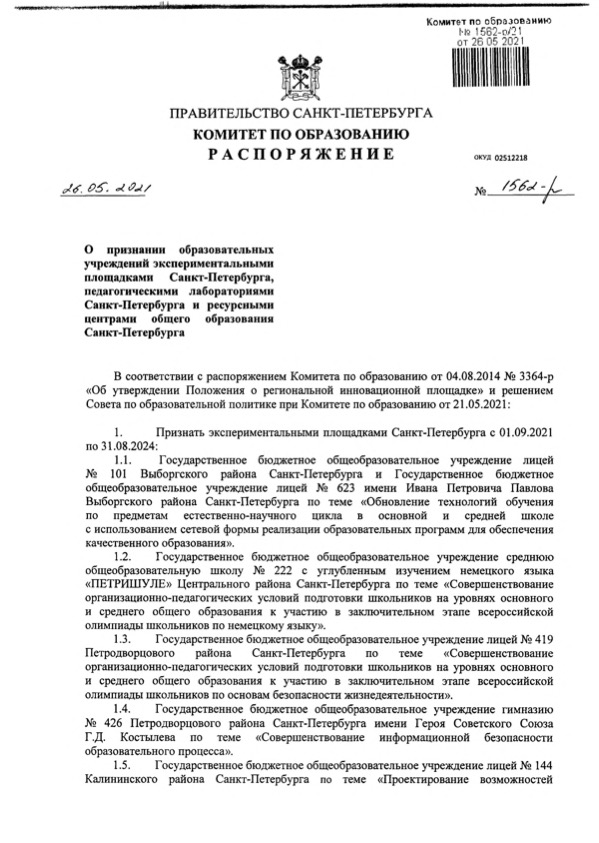 Комитет по образованию
№ 1562-р/21
от 26.05.2021
ПРАВИТЕЛЬСТВО САНКТ-ПЕТЕРБУРГА
КОМИТЕТ ПО ОБРАЗОВАНИЮ
РАСПОРЯЖЕНИЕ
ОКУД 02512218
26.05.2021
№ 1562-р
О признании образовательных
учреждений экспериментальными
площадками Санкт-Петербурга,
педагогическими лабораториями
Санкт-Петербурга и ресурсными
центрами общего образования
Санкт-Петербурга
В соответствии с распоряжением Комитета по образованию от 04.08.2014 № 3364-р
«Об утверждении Положения о региональной инновационной площадке» и решением
Совета по образовательной политике при Комитете по образованию от 21.05.2021:
1. Признать экспериментальными площадками Санкт-Петербурга с 01.09.2021
по 31.08.2024:
1.1. Государственное бюджетное общеобразовательное учреждение лицей
№ 101 Выборгского района Санкт-Петербурга и Государственное бюджетное
общеобразовательное учреждение лицей № 623 имени Ивана Петровича Павлова
Выборгского района Санкт-Петербурга по теме «Обновление технологий обучения
по предметам естественно-научного цикла в основной и средней школе
с использованием сетевой формы реализации образовательных программ для обеспечения
качественного образования».
1.2. Государственное бюджетное общеобразовательное учреждение среднюю
общеобразовательную школу № 222 с углубленным изучением немецкого языка
«ПЕТРИШУЛЕ» Центрального района Санкт-Петербурга по теме «Совершенствование
организационно-педагогических условий подготовки школьников на уровнях основного
и среднего общего образования к участию в заключительном этапе всероссийской
олимпиады школьников по немецкому языку».
1.3. Государственное бюджетное общеобразовательное учреждение лицей № 419
Петродворцового района Санкт-Петербурга по теме «Совершенствование
организационно-педагогических условий подготовки школьников на уровнях основного
и среднего общего образования к участию в заключительном этапе всероссийской
олимпиады школьников по основам безопасности жизнедеятельности».
1.4. Государственное бюджетное общеобразовательное учреждение гимназию
№ 426 Петродворцового района Санкт-Петербурга имени Героя Советского Союза
Г.Д. Костылева по теме «Совершенствование информационной безопасности
образовательного процесса».
1.5. Государственное бюджетное общеобразовательное учреждение лицей № 144
Калининского района Санкт-Петербурга по теме «Проектирование возможностей